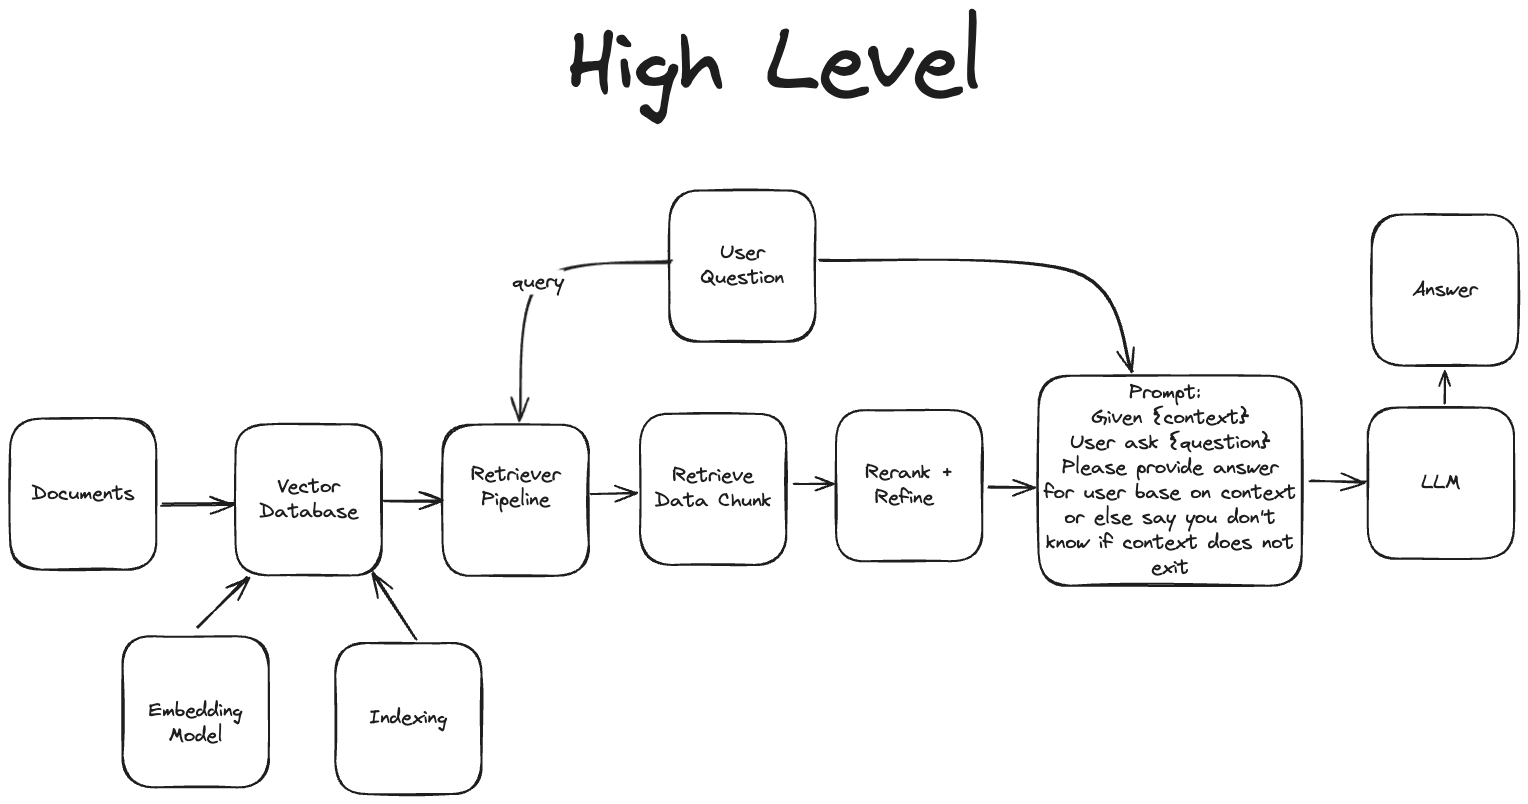 High Level
User
Question
query
Answer
Documents
Vector
Database
Retriever
Pipeline
Retrieve
Data Chunk
Rerank +
Refine
Prompt:
Given {context}
User ask {question}
Please provide answer
for user base on context
or else say you don't
know if context does not
exit
LLM
Embedding
Model
Indexing